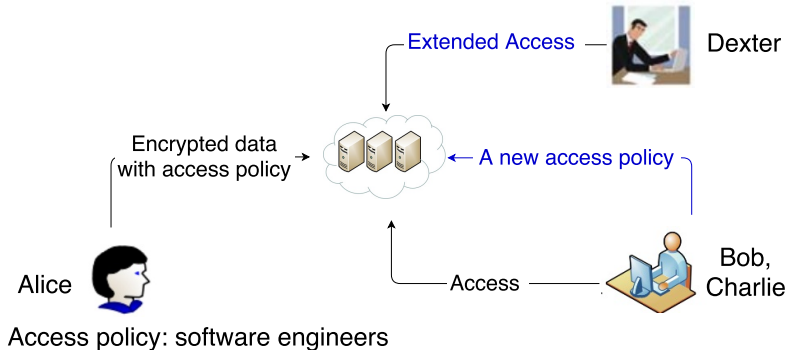 Extended Access
Dexter
Encrypted data
with access policy
A new access policy
Alice
Access
Bob,
Charlie
Access policy: software engineers